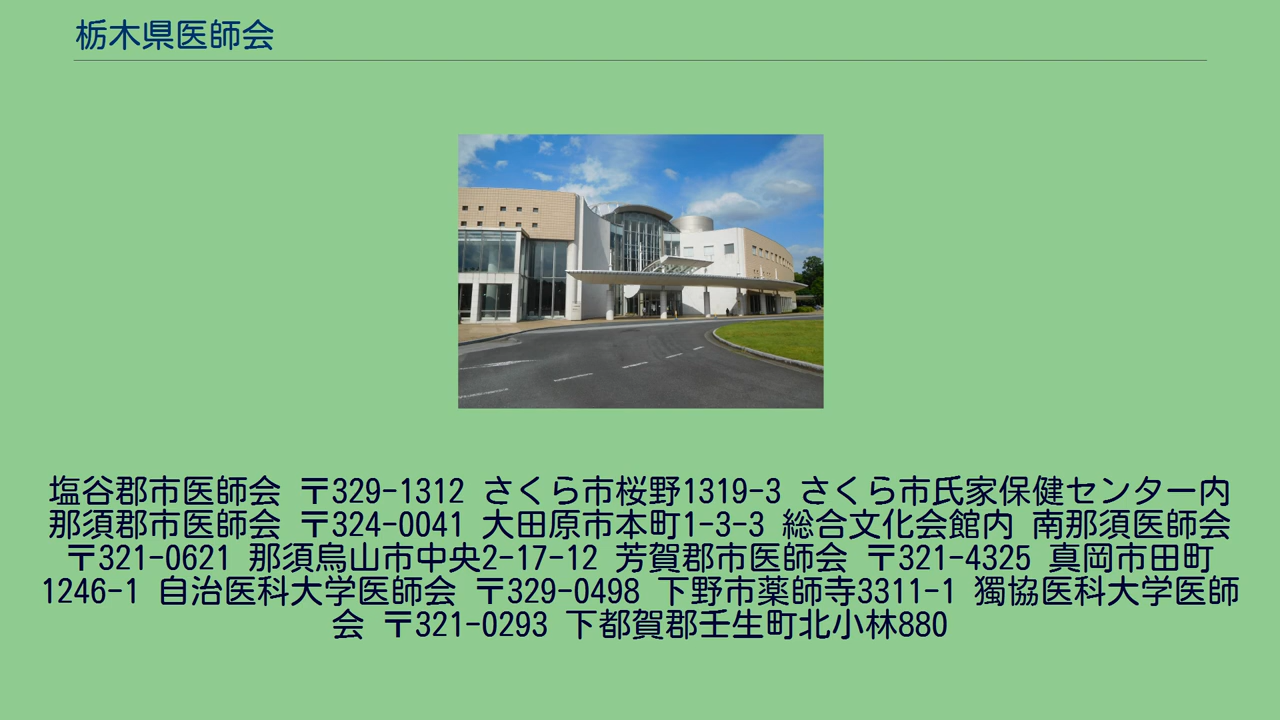 栃木県医師会
塩谷郡市医師会 〒329-1312 さくら市桜野1319-3 さくら市氏家保健センター内
那須郡市医師会 〒324-0041 大田原市本町1-3-3 総合文化会館内 南那須医師会
〒321-0621 那須烏山市中央2-17-12 芳賀郡市医師会 〒321-4325 真岡市田町
1246-1 自治医科大学医師会 〒329-0498 下野市薬師寺3311-1 獨協医科大学医師
会 〒321-0293 下都賀郡壬生町北小林880